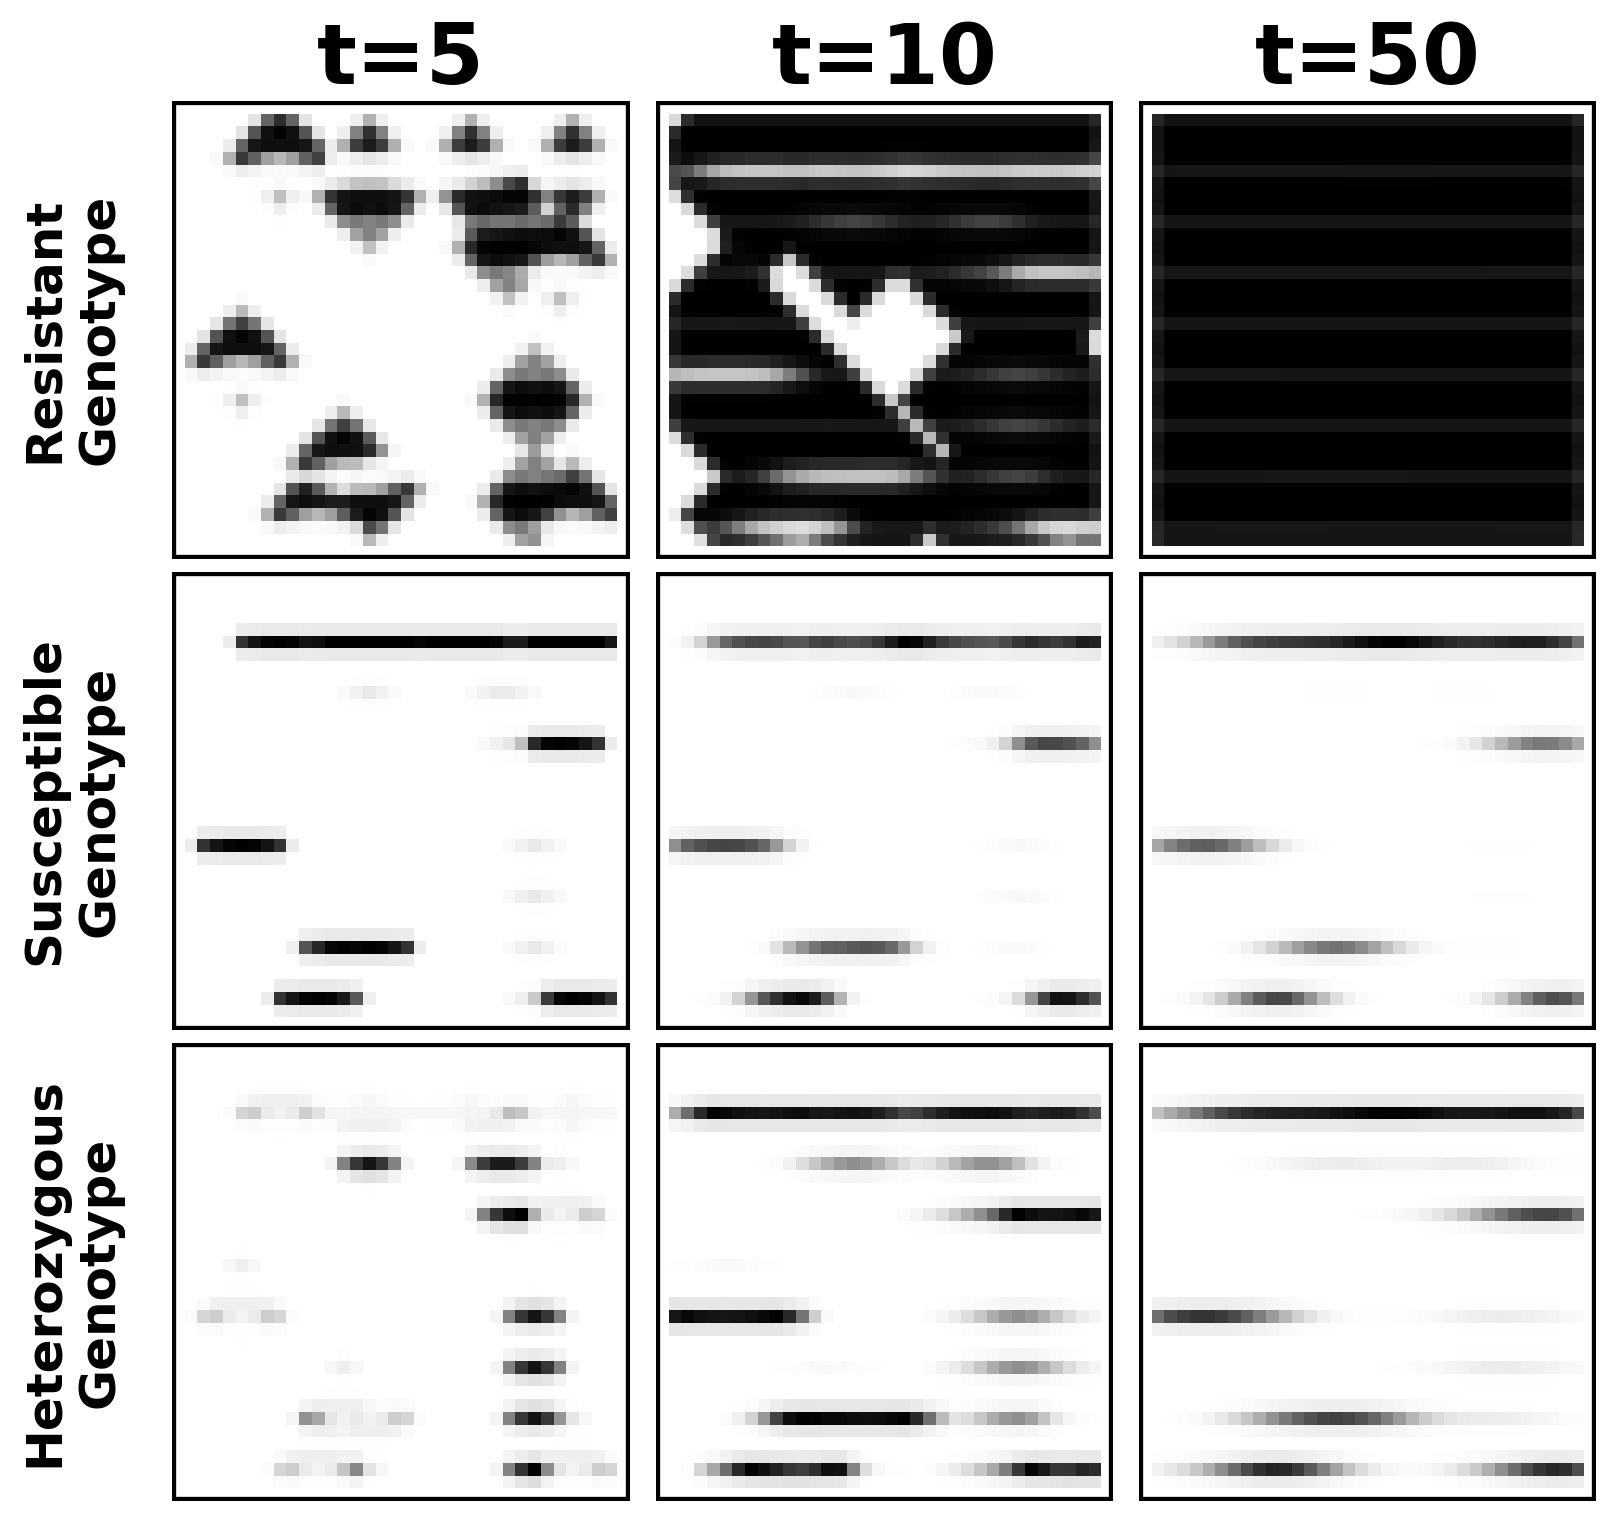 t=5 t=10 t=50
Resistant
Genotype
Susceptible
Genotype
Heterozygous
Genotype